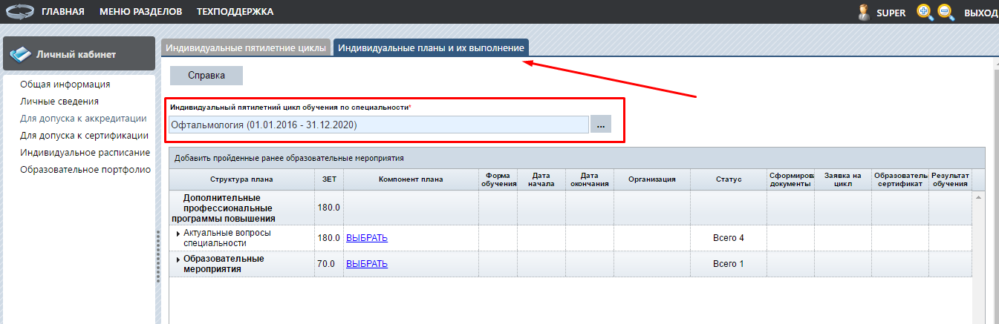 ГЛАВНАЯ МЕНЮ РАЗДЕЛОВ ТЕХПОДДЕРЖКА SUPER ВЫХОД
Личный кабинет
Общая информация
Личные сведения
Для допуска к аккредитации
Для допуска к сертификации
Индивидуальное расписание
Образовательное портфолио
Индивидуальные пятилетние циклы Индивидуальные планы и их выполнение
Справка
Индивидуальный пятилетний цикл обучения по специальности*
Офтальмология (01.01.2016 - 31.12.2020) ...
Добавить пройденные ранее образовательные мероприятия
Структура плана ЗЕТ Компонент плана Форма обучения Дата начала Дата окончания Организация Статус Сформирова документы Заявка на цикл Образователь сертификат Результат обучения
Дополнительные
профессиональные 180.0
программы повышения
Актуальные вопросы
специальности 180.0 ВЫБРАТЬ Всего 4
Образовательные
мероприятия 70.0 ВЫБРАТЬ Всего 1